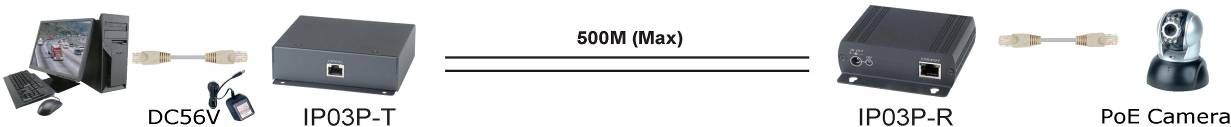 500M (Max)
DC56V
IP03P-T
IP03P-R
PoE Camera